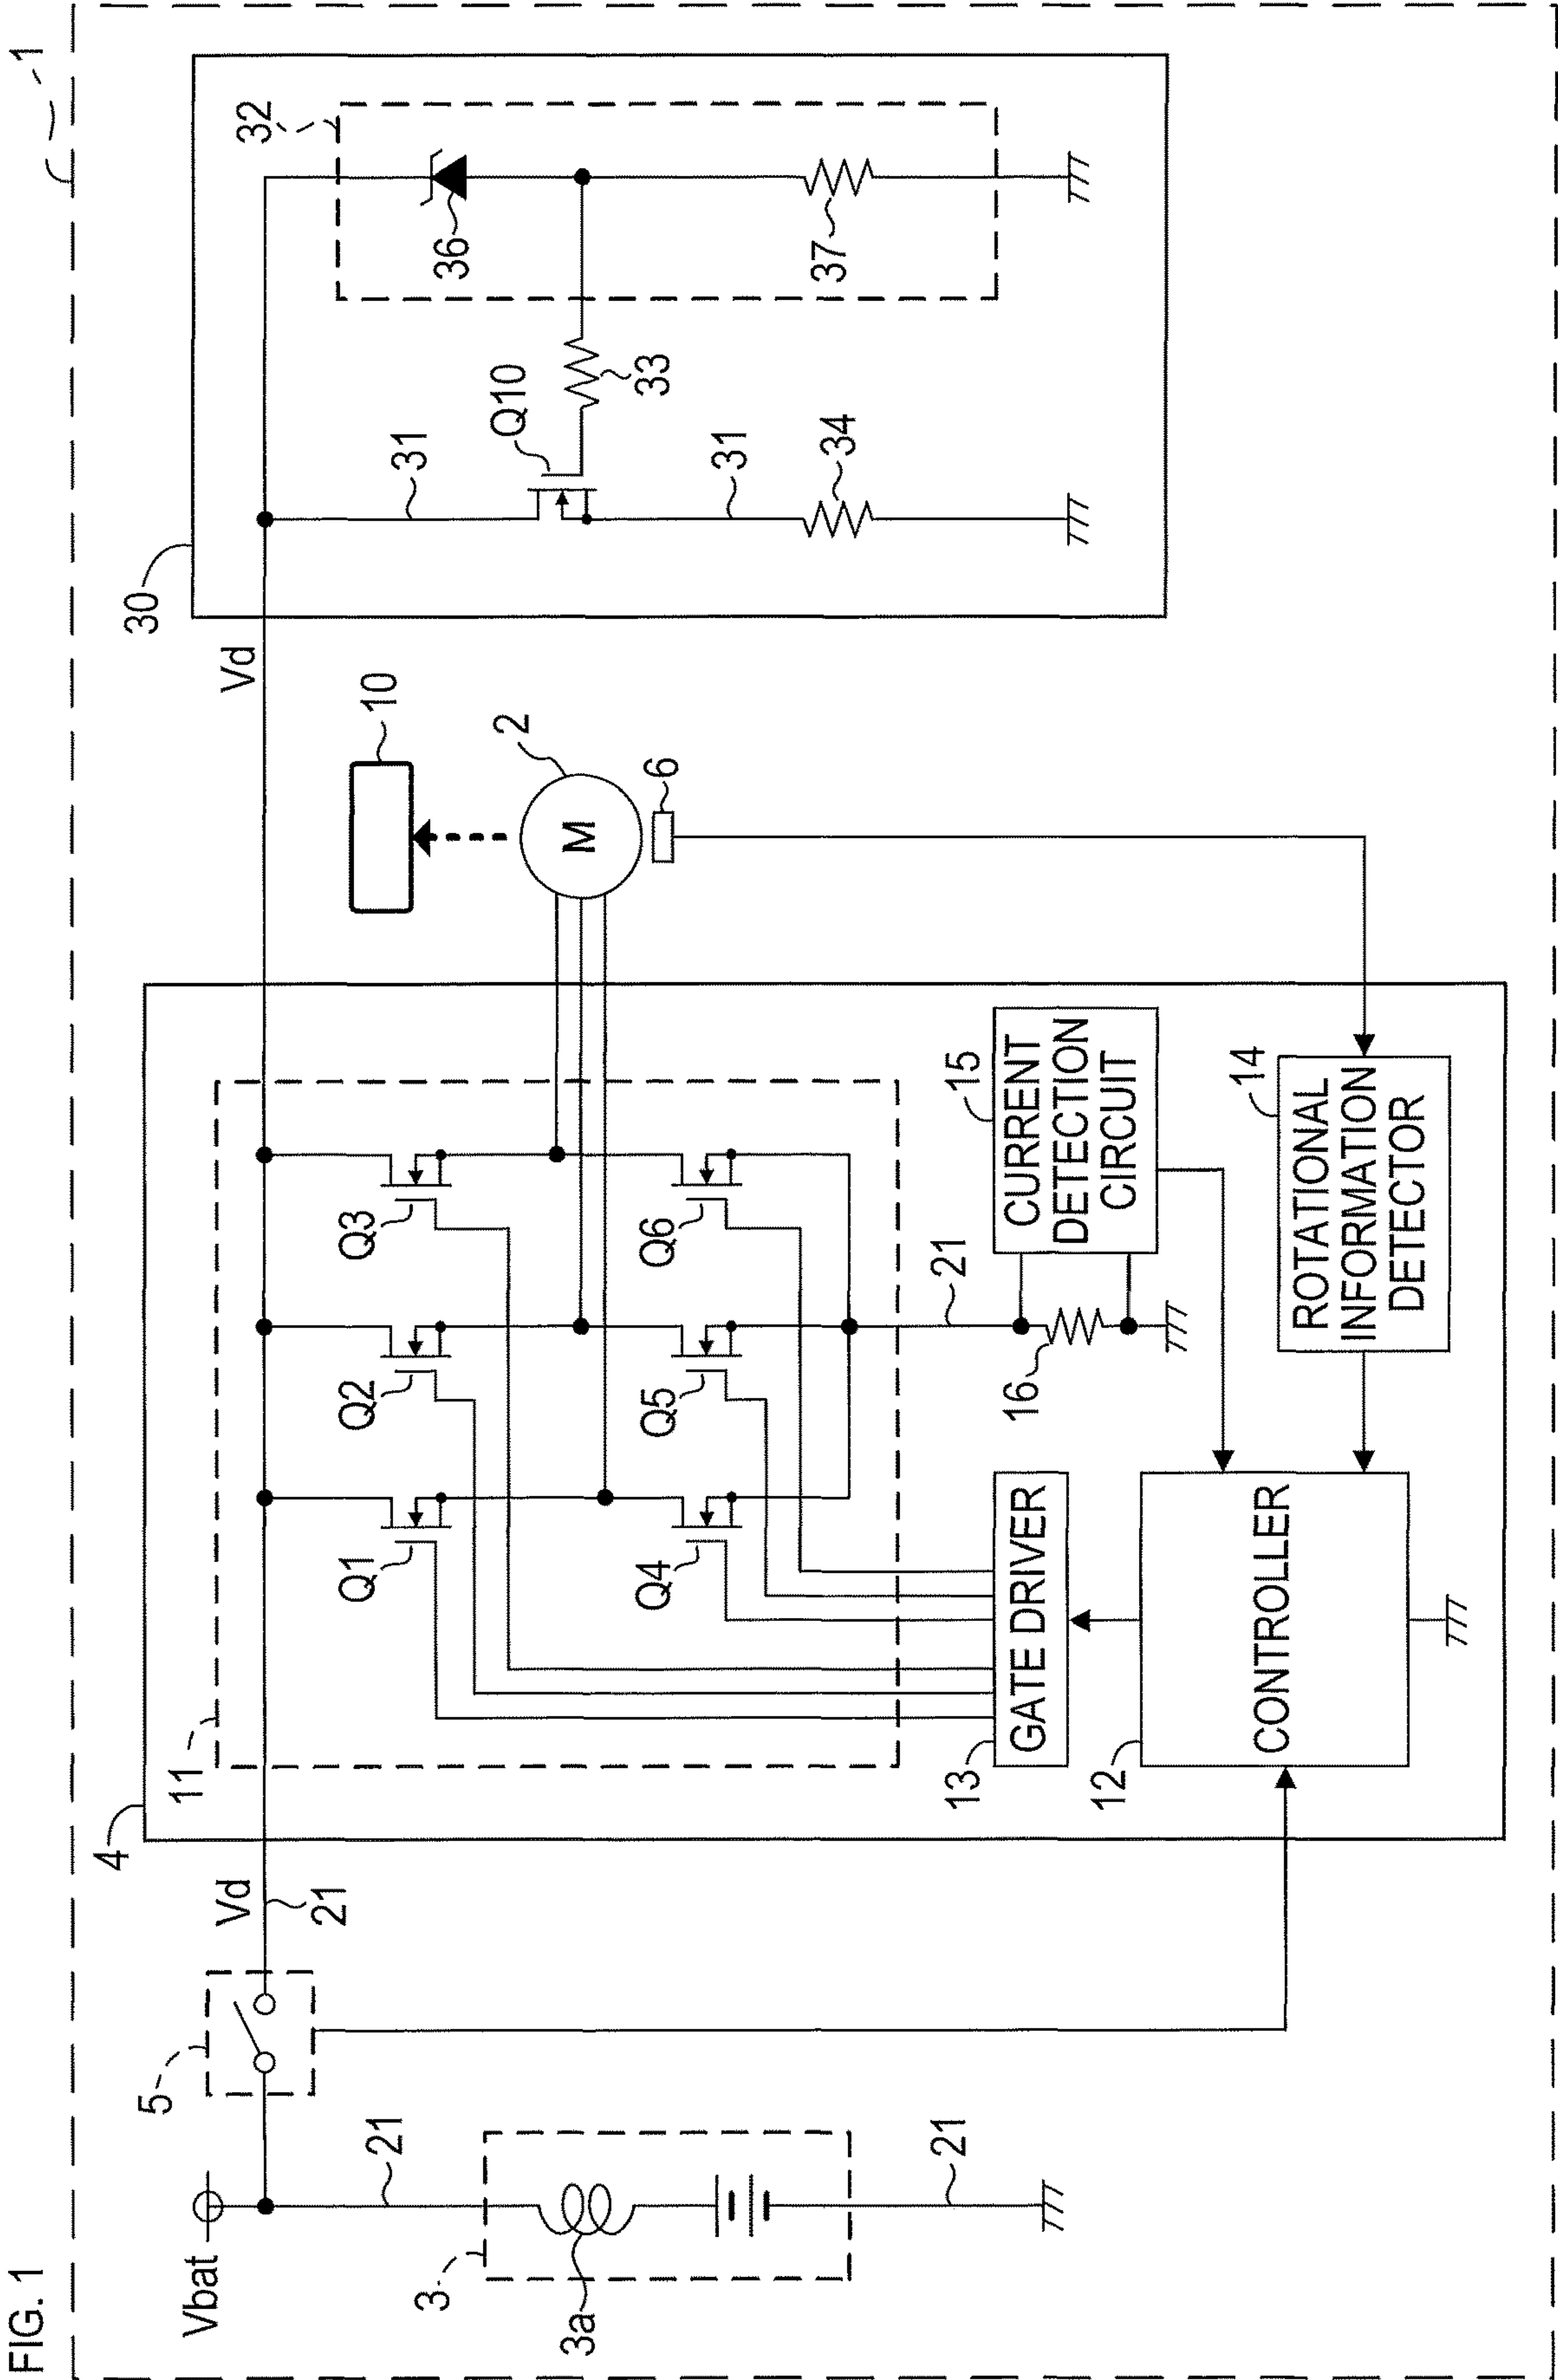 FIG. 1
1
Vbat
5
Vd
21
4
11
Vd
30
32
21
3
3a
21
Q1
Q2
Q3
Q4
Q5
Q6
10
2
M
6
31
Q10
31
33
34
36
37
21
16
15
CURRENT
DETECTION
CIRCUIT
13
GATE DRIVER
12
CONTROLLER
14
ROTATIONAL
INFORMATION
DETECTOR